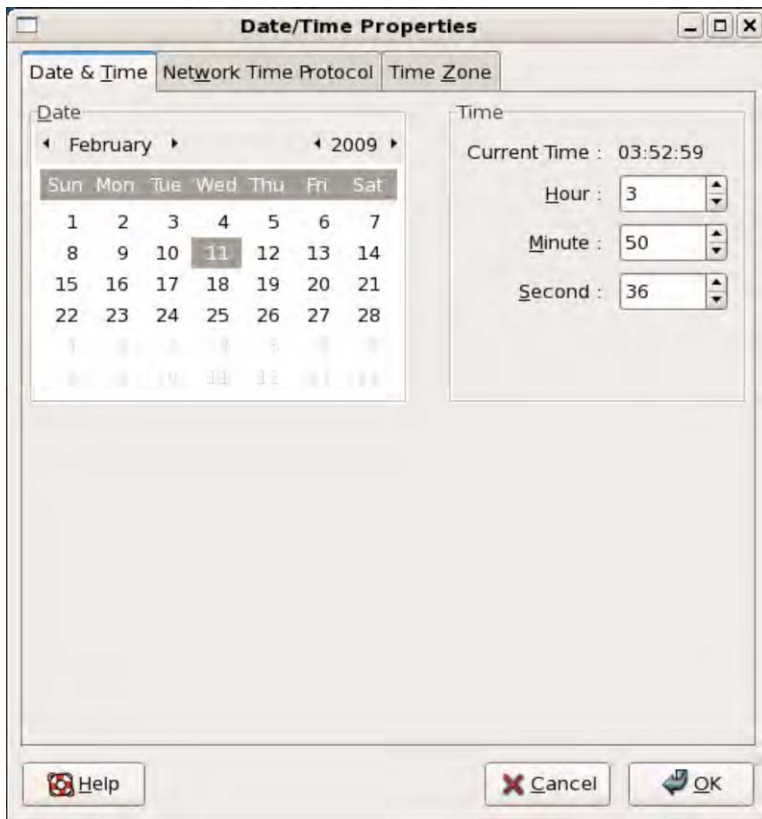 Date/Time Properties
Date & Time Network Time Protocol Time Zone
Date
February 2009
Sun Mon Tue Wed Thu Fri Sat
1 2 3 4 5 6 7
8 9 10 11 12 13 14
15 16 17 18 19 20 21
22 23 24 25 26 27 28
Time
Current Time : 03:52:59
Hour : 3
Minute : 50
Second : 36
Help Cancel OK